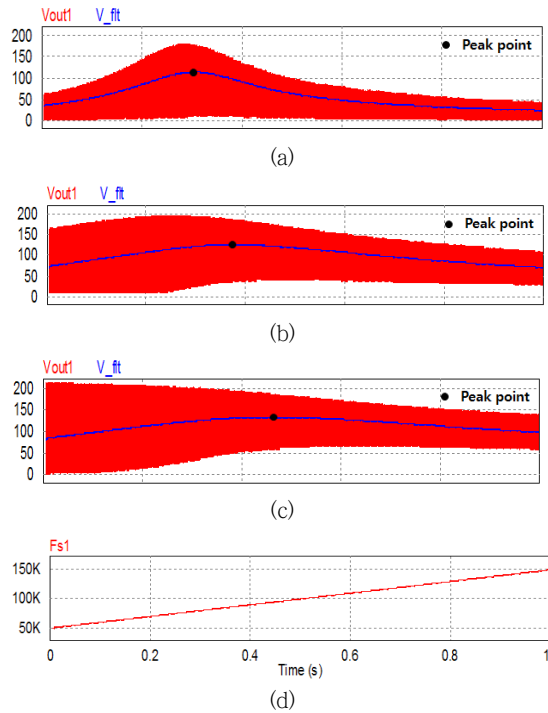 Vout1 V_flt
200
150
100
50
0
Peak point
(a)
Vout1 V_flt
200
150
100
50
0
Peak point
(b)
Vout1 V_flt
200
150
100
50
0
Peak point
(c)
Fs1
150K
100K
50K
0 0.2 0.4 0.6 0.8 1
Time (s)
(d)